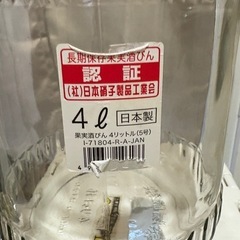 長期保存果実酒びん
認証
(社)日本硝子製品工業会
4ℓ
日本製
果実酒びん 4リットル(5号)
I-71804-R-A-JAN